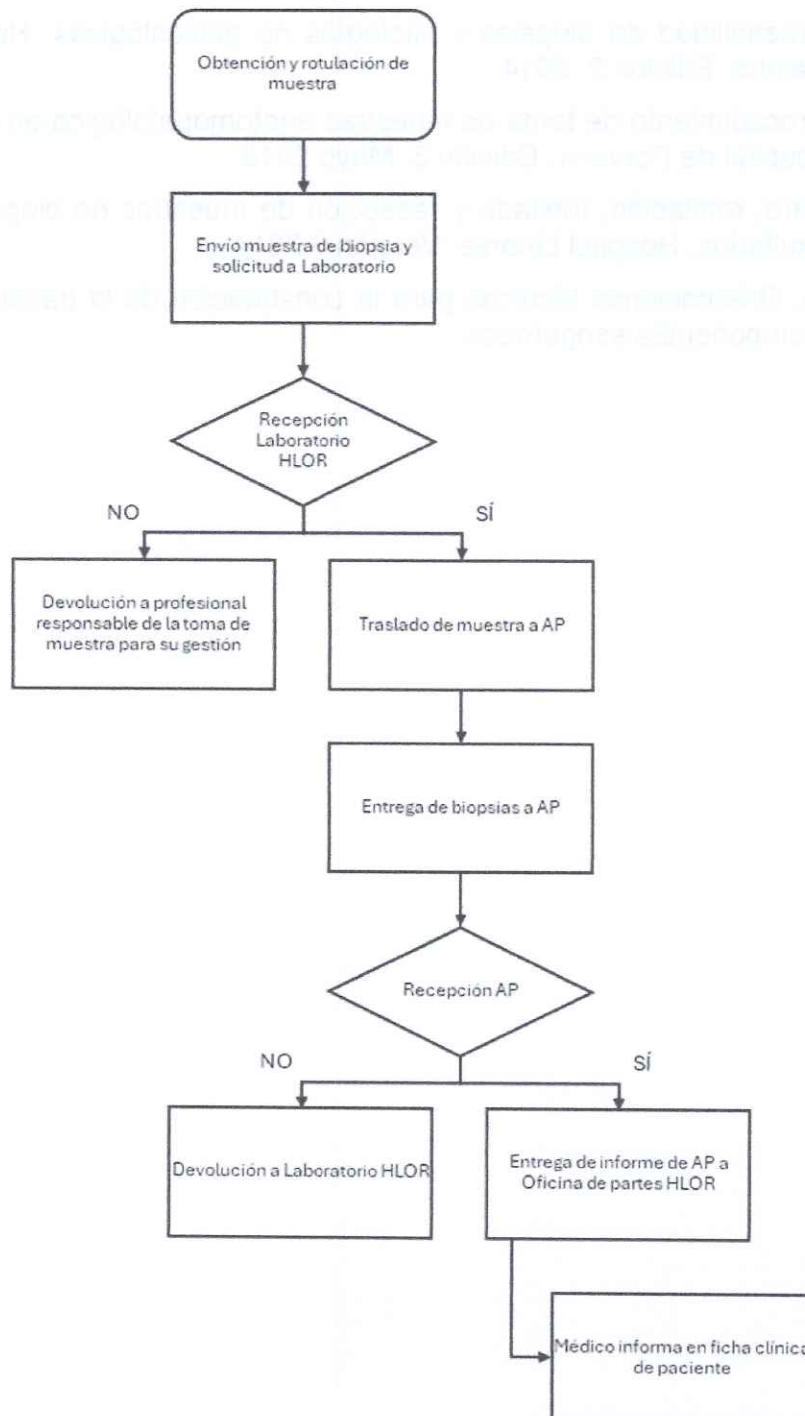 Obtención y rotulación de
muestra
Envío muestra de biopsia y
solicitud a Laboratorio
Recepción
Laboratorio
HLOR
NO
SÍ
Devolución a profesional
responsable de la toma de
muestra para su gestión
Traslado de muestra a AP
Entrega de biopsias a AP
Recepción AP
NO
SÍ
Devolución a Laboratorio HLOR
Entrega de informe de AP a
Oficina de partes HLOR
Médico informa en ficha clínica
de paciente